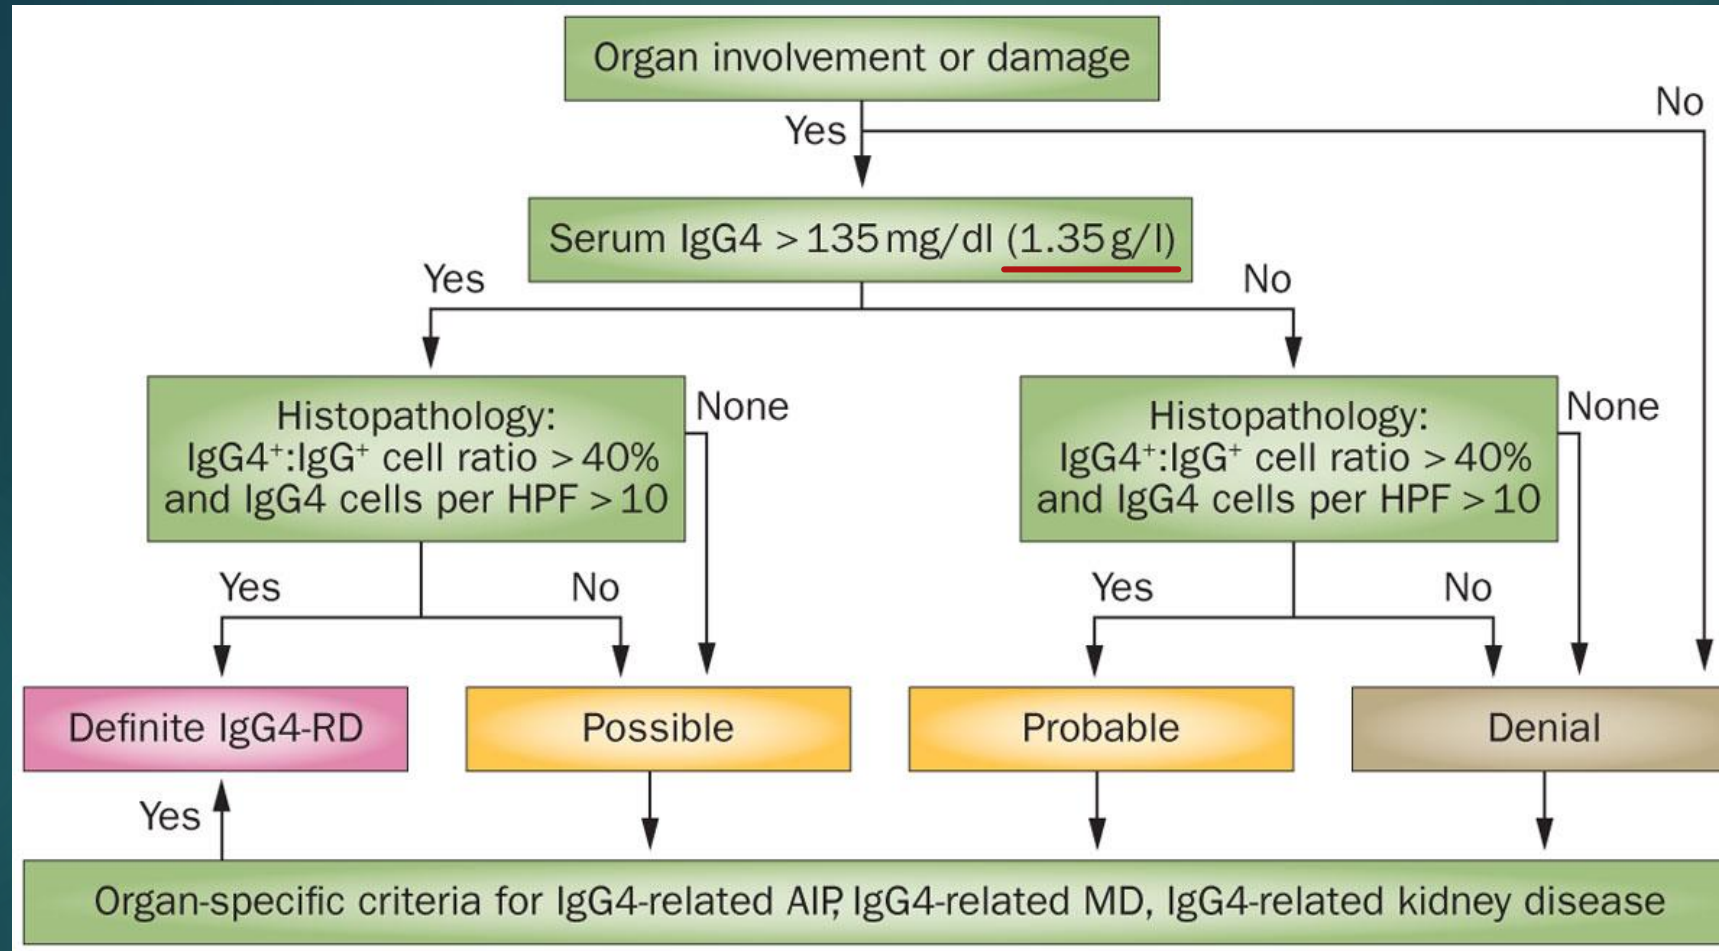 Organ involvement or damage
No
Yes
Serum IgG4 > 135 mg/dl (1.35 g/l)
Yes
No
Histopathology:
IgG4⁺:IgG⁺ cell ratio > 40%
and IgG4 cells per HPF > 10
None
Histopathology:
IgG4⁺:IgG⁺ cell ratio > 40%
and IgG4 cells per HPF > 10
None
Yes
No
Yes
No
Definite IgG4-RD
Possible
Probable
Denial
Yes
Organ-specific criteria for IgG4-related AIP, IgG4-related MD, IgG4-related kidney disease